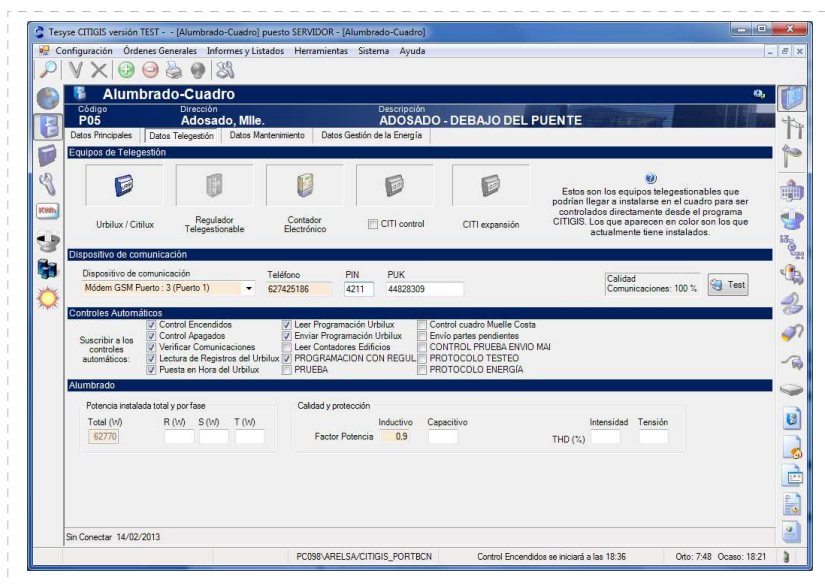 Tesyse CITIGIS versión TEST - - [Alumbrado-Cuadro] puesto SERVIDOR - [Alumbrado-Cuadro]
Configuración Órdenes Generales Informes y Listados Herramientas Sistema Ayuda
Alumbrado-Cuadro
Código Dirección Descripción
P05 Adosado, Mlle. ADOSADO - DEBAJO DEL PUENTE
Datos Principales Datos Telegestión Datos Mantenimiento Datos Gestión de la Energía
Equipos de Telegestión
Urbilux / Citilux
Regulador Telegestionable
Contador Electrónico
CITI control
CITI expansión
Estos son los equipos telegestionables que
podrían llegar a instalarse en el cuadro para ser
controlados directamente desde el programa
CITIGIS. Los que aparecen en color son los que
actualmente tiene instalados.
Dispositivo de comunicación
Dispositivo de comunicación Teléfono PIN PUK
Módem GSM Puerto : 3 (Puerto 1) 627425186 4211 44828309
Calidad
Comunicaciones: 100 % Test
Controles Automáticos
Suscribir a los
controles
automáticos:
Control Encendidos Leer Programación Urbilux Control cuadro Muelle Costa
Control Apagados Enviar Programación Urbilux Envío partes pendientes
Verificar Comunicaciones Leer Contadores Edificios CONTROL PRUEBA ENVIO MAI
Lectura de Registros del Urbilux PROGRAMACION CON REGUL PROTOCOLO TESTEO
Puesta en Hora del Urbilux PRUEBA PROTOCOLO ENERGÍA
Alumbrado
Potencia instalada total y por fase Calidad y protección
Total (W) R (W) S (W) T (W) Inductivo Capacitivo Intensidad Tensión
62770 Factor Potencia 0,9 THD (%)
Sin Conectar 14/02/2013
PC098\ARELSA/CITIGIS_PORTBCN Control Encendidos se iniciará a las 18:36 Orto: 7:48 Ocaso: 18:21